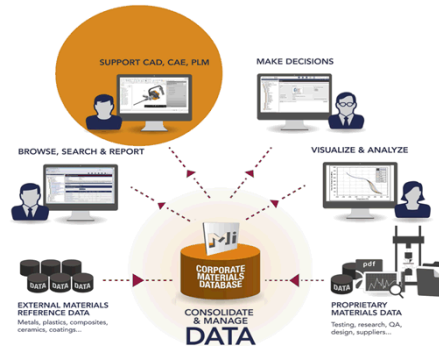 SUPPORT CAD, CAE, PLM
MAKE DECISIONS
BROWSE, SEARCH & REPORT
VISUALIZE & ANALYZE
CORPORATE
MATERIALS
DATABASE
pdf
DATA DATA
DATA DATA DATA
DATA
EXTERNAL MATERIALS
REFERENCE DATA
Metals, plastics, composites,
ceramics, coatings...
CONSOLIDATE
& MANAGE
DATA
PROPRIETARY
MATERIALS DATA
Testing, research, QA,
design, suppliers...